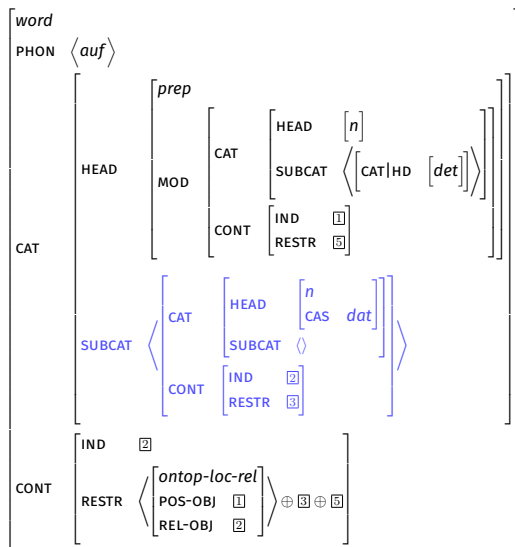 word
PHON ⟨auf⟩
prep
HEAD [n]
CAT
SUBCAT ⟨[CAT|HD [det]]⟩
HEAD
MOD
IND 1
CONT
RESTR 5
CAT
n
HEAD
CAS dat
CAT
SUBCAT ⟨⟩
SUBCAT
IND 2
CONT
RESTR 3
IND 2
CONT
ontop-loc-rel
RESTR ⟨ POS-OBJ 1 ⟩ ⊕ 3 ⊕ 5
REL-OBJ 2